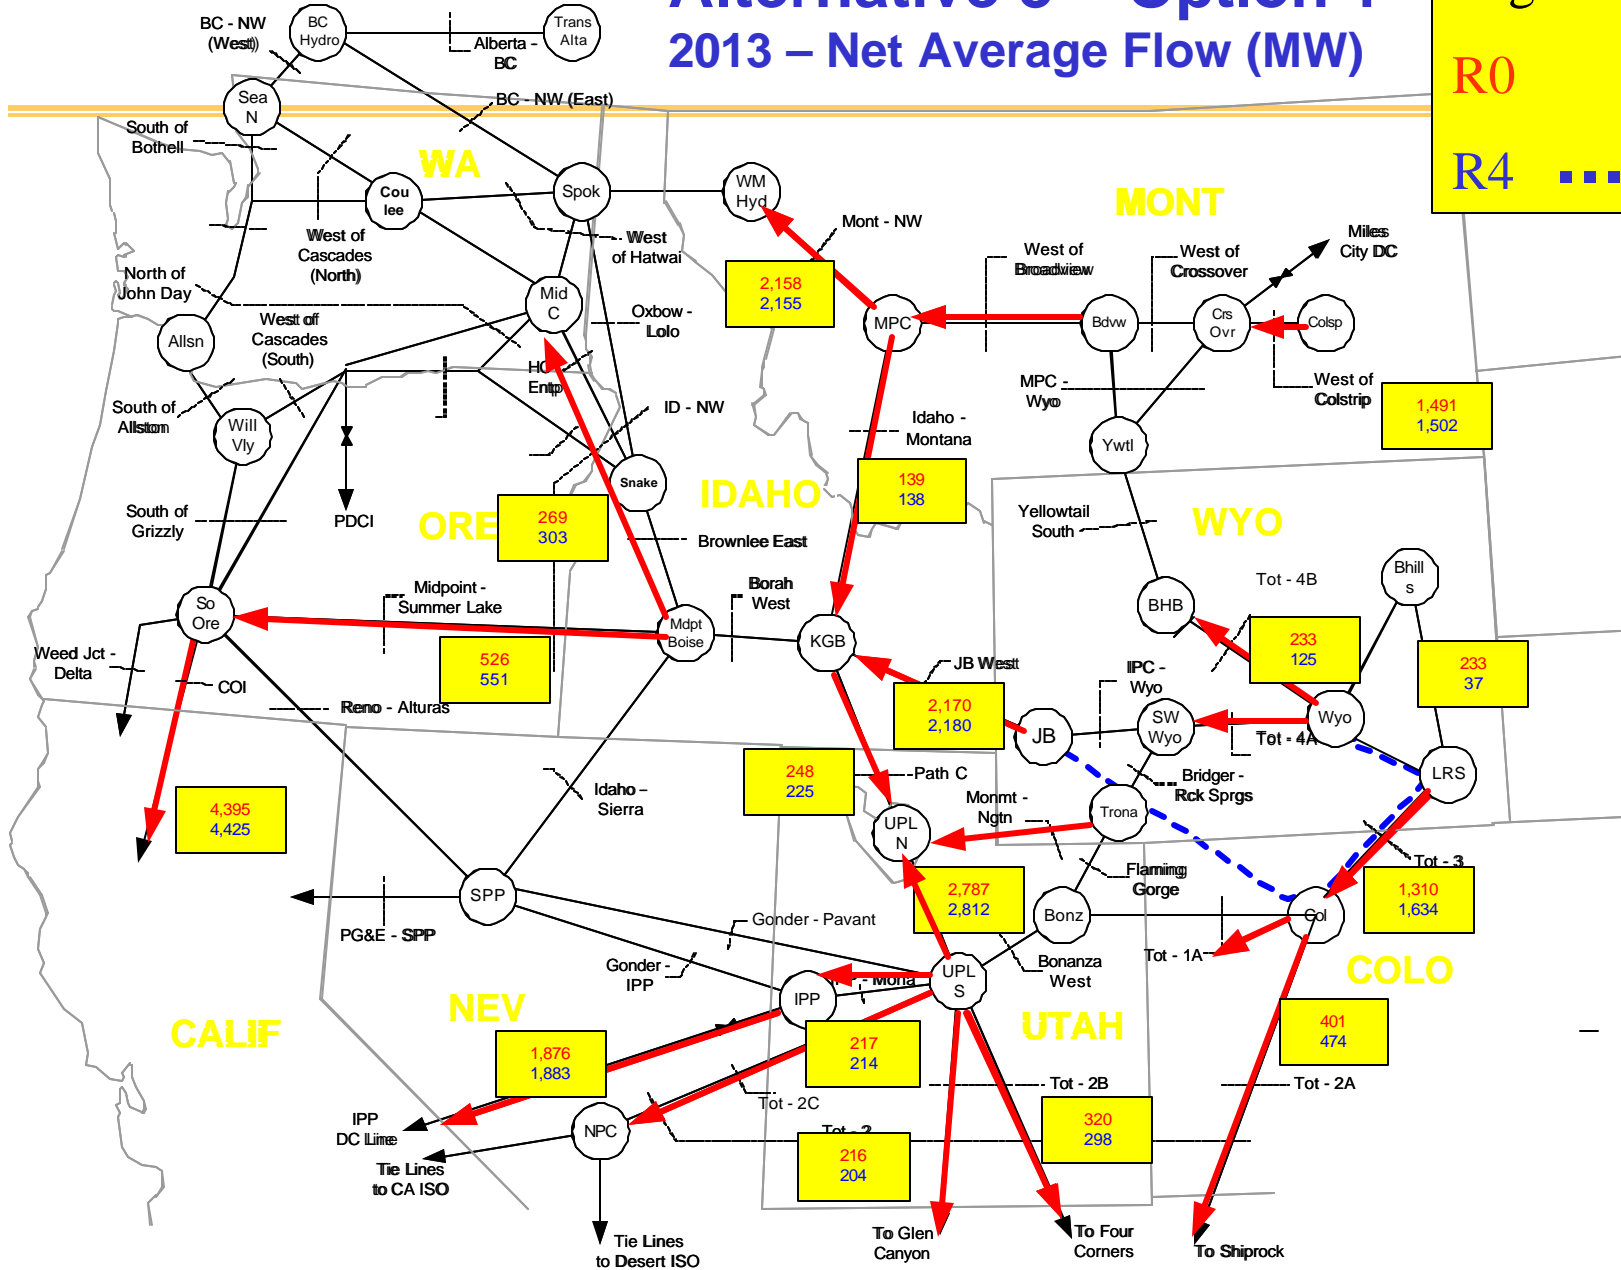 2013 – Net Average Flow (MW)
R0
R4
BC - NW
(West)
BC
Hydro
Alberta -
BC
Trans
Alta
BC - NW (East)
Sea
N
South of
Bothell
WA
Cou
lee
Spok
WM
Hyd
MONT
Mont - NW
West of
Cascades
(North)
West
of Hatwai
West of
Broadview
West of
Crossover
Miles
City DC
North of
John Day
Mid
C
2,158
2,155
Oxbow -
Lolo
MPC
Bdvw
Crs
Ovr
Colsp
Allsn
West of
Cascades
(South)
Entp
MPC -
Wyo
West of
Colstrip
1,491
1,502
South of
Allston
Will
Vly
ID - NW
Idaho -
Montana
Ywtl
Snake
IDAHO
139
138
South of
Grizzly
PDCI
ORE
269
303
Brownlee East
Yellowtail
South
WYO
Midpoint -
Summer Lake
Borah
West
Tot - 4B
Bhill
s
So
Ore
Mdpt
Boise
KGB
BHB
Weed Jct -
Delta
COI
526
551
JB West
IPC -
Wyo
233
125
233
37
Reno - Alturas
2,170
2,180
JB
SW
Wyo
Wyo
Tot - 4A
Idaho –
Sierra
248
225
Path C
Bridger -
Rck Sprgs
LRS
4,395
4,425
UPL
N
Monmt -
Ngtn
Trona
Tot - 3
Flaming
Gorge
1,310
1,634
SPP
2,787
2,812
Bonz
Col
PG&E - SPP
Gonder - Pavant
Tot - 1A
Gonder -
IPP
UPL
S
Bonanza
West
COLO
IPP
- Mona
NEV
CALIF
UTAH
401
474
–
1,876
1,883
217
214
Tot - 2B
Tot - 2A
Tot - 2C
IPP
DC Line
NPC
Tot - 2
320
298
216
204
Tie Lines
to CA ISO
Tie Lines
to Desert ISO
To Glen
Canyon
To Four
Corners
To Shiprock